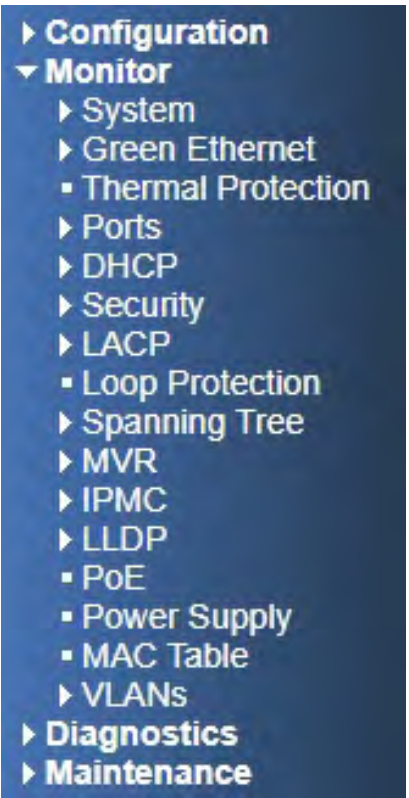 Configuration
Monitor
System
Green Ethernet
Thermal Protection
Ports
DHCP
Security
LACP
Loop Protection
Spanning Tree
MVR
IPMC
LLDP
PoE
Power Supply
MAC Table
VLANs
Diagnostics
Maintenance